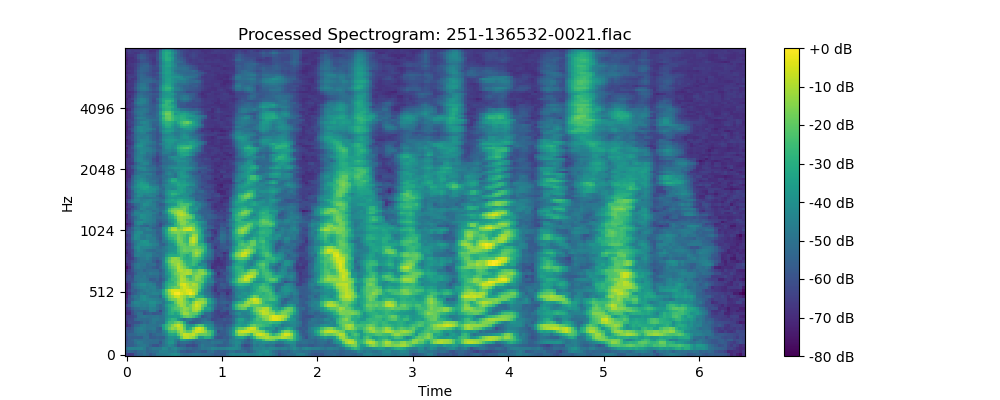 Processed Spectrogram: 251-136532-0021.flac
Hz
4096
2048
1024
512
0
0 1 2 3 4 5 6
Time
+0 dB
-10 dB
-20 dB
-30 dB
-40 dB
-50 dB
-60 dB
-70 dB
-80 dB